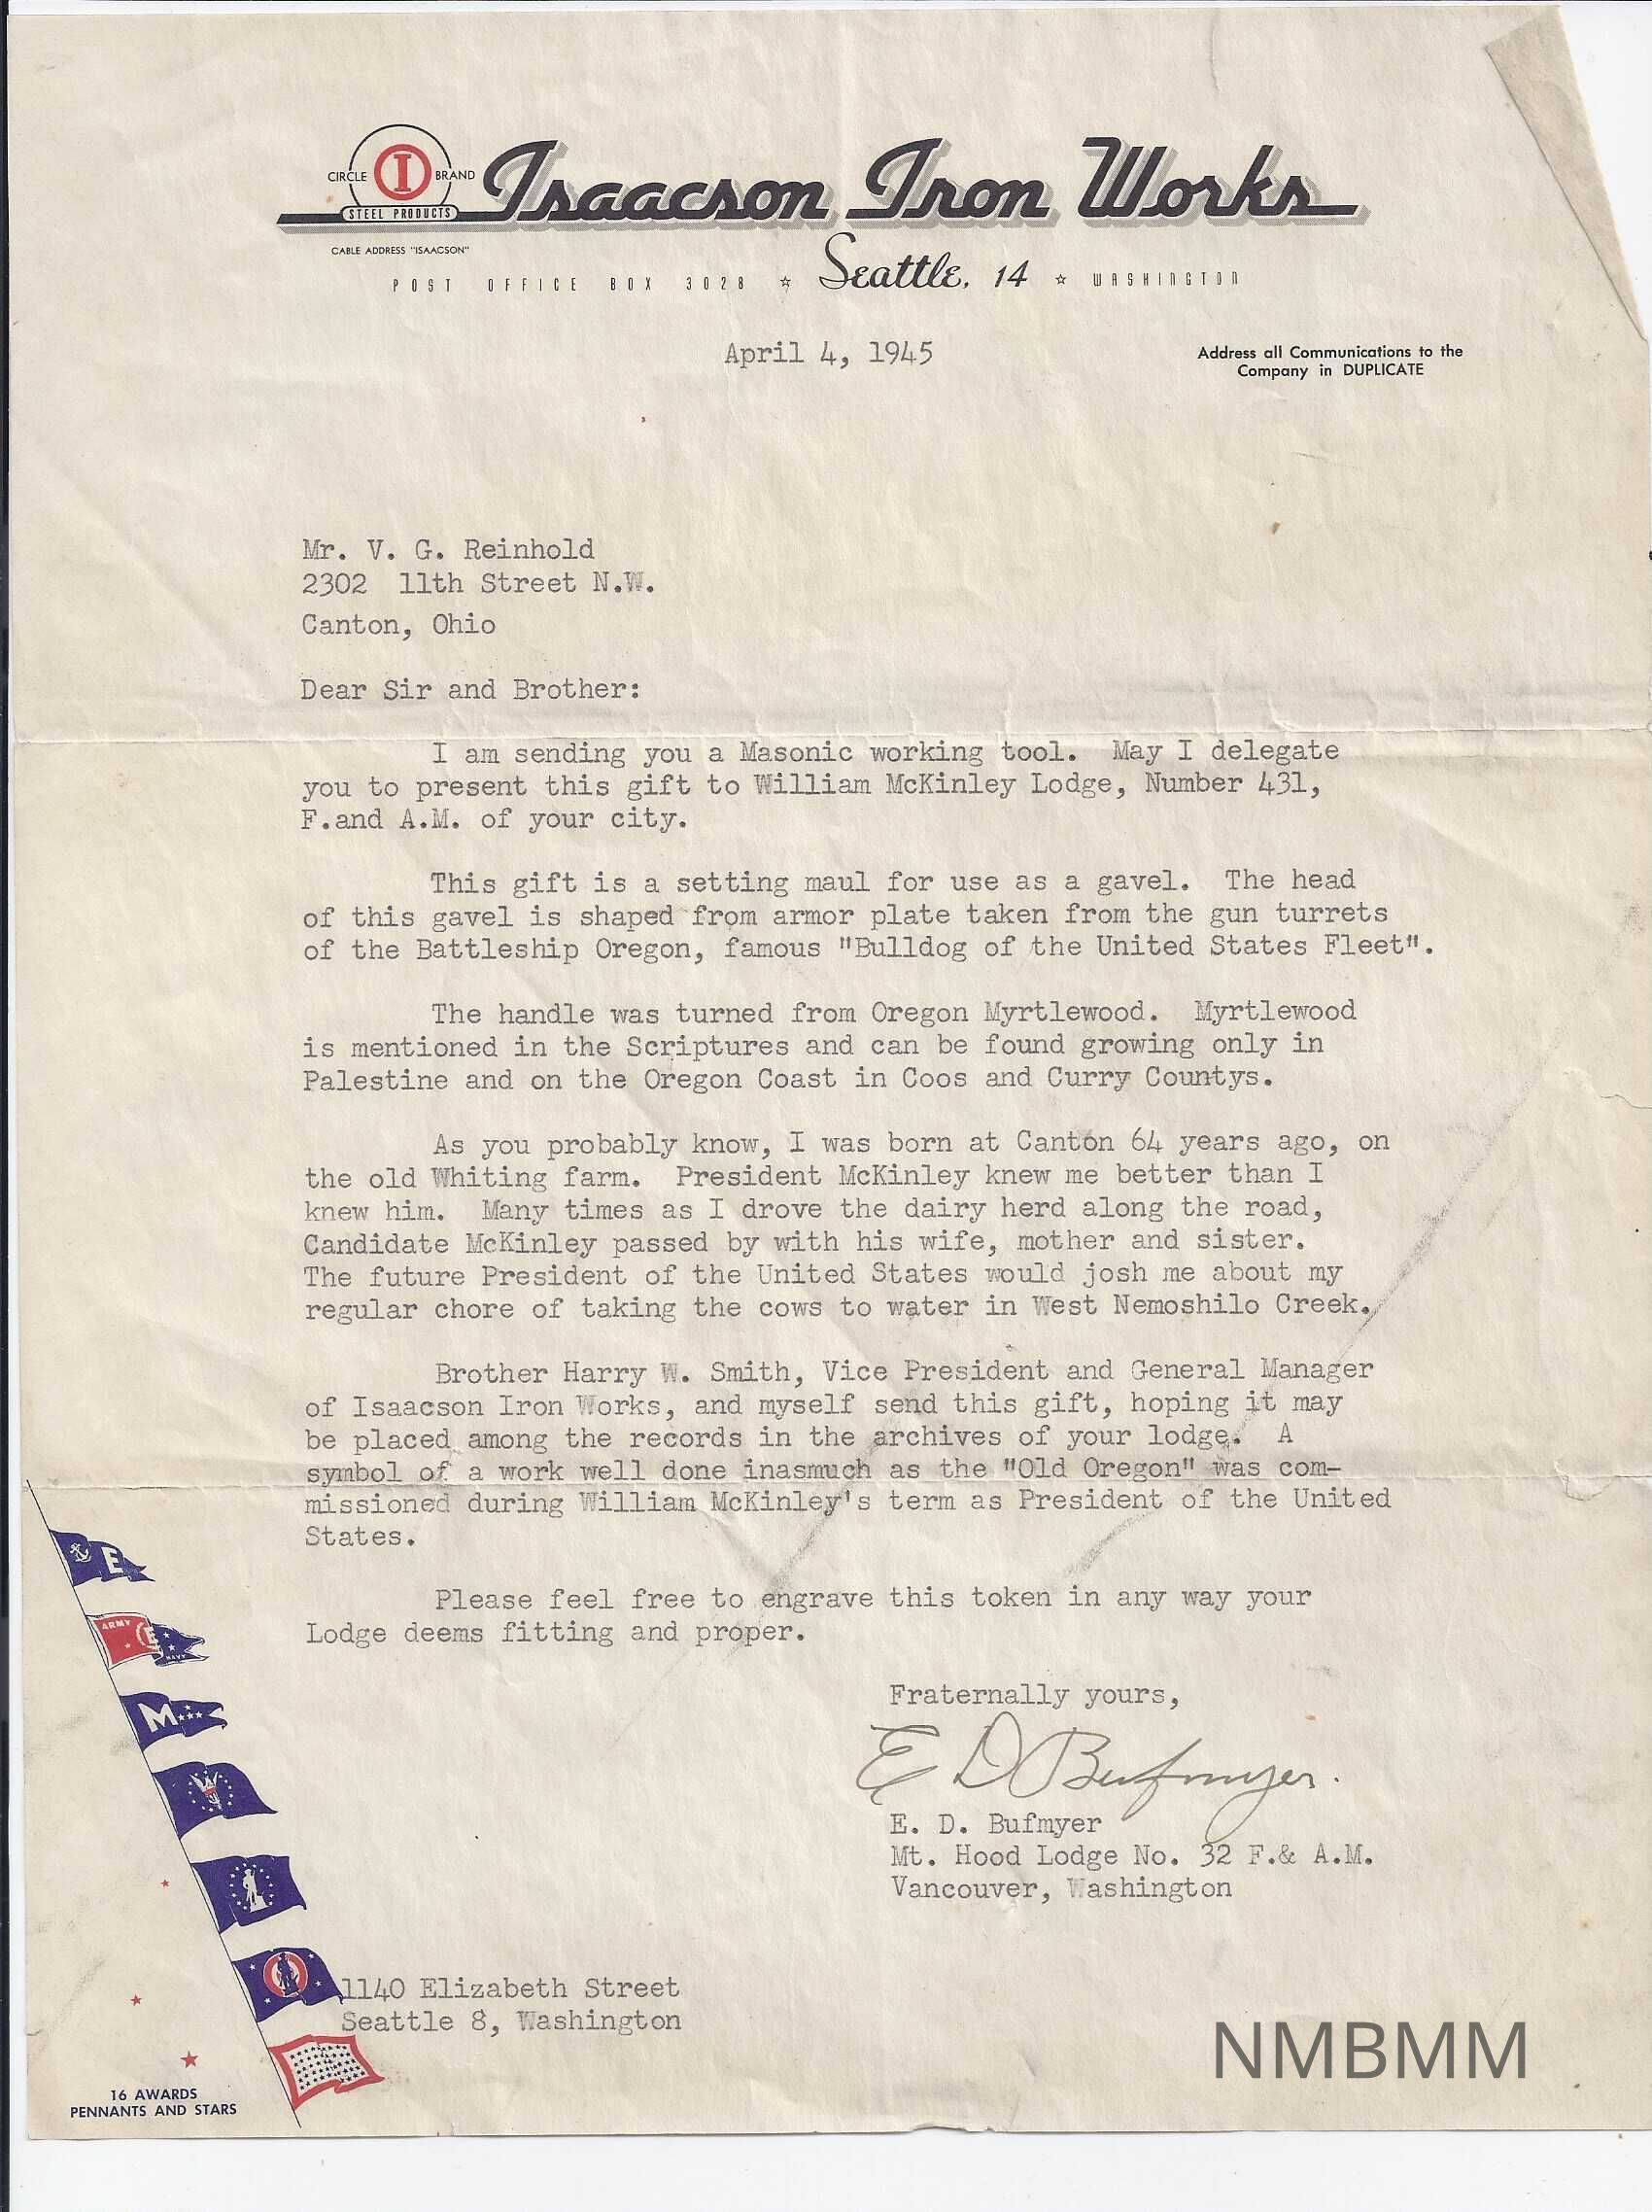 CIRCLE I BRAND
STEEL PRODUCTS
Isaacson Iron Works
CABLE ADDRESS "ISAACSON"
POST OFFICE BOX 3028 ☆ Seattle, 14 ☆ WASHINGTON
April 4, 1945
Address all Communications to the
Company in DUPLICATE
Mr. V. G. Reinhold
2302 11th Street N.W.
Canton, Ohio
Dear Sir and Brother:
I am sending you a Masonic working tool. May I delegate
you to present this gift to William McKinley Lodge, Number 431,
F.and A.M. of your city.
This gift is a setting maul for use as a gavel. The head
of this gavel is shaped from armor plate taken from the gun turrets
of the Battleship Oregon, famous "Bulldog of the United States Fleet".
The handle was turned from Oregon Myrtlewood. Myrtlewood
is mentioned in the Scriptures and can be found growing only in
Palestine and on the Oregon Coast in Coos and Curry Countys.
As you probably know, I was born at Canton 64 years ago, on
the old Whiting farm. President McKinley knew me better than I
knew him. Many times as I drove the dairy herd along the road,
Candidate McKinley passed by with his wife, mother and sister.
The future President of the United States would josh me about my
regular chore of taking the cows to water in West Nemoshilo Creek.
Brother Harry W. Smith, Vice President and General Manager
of Isaacson Iron Works, and myself send this gift, hoping it may
be placed among the records in the archives of your lodge. A
symbol of a work well done inasmuch as the "Old Oregon" was com-
missioned during William McKinley's term as President of the United
States.
Please feel free to engrave this token in any way your
Lodge deems fitting and proper.
Fraternally yours,
E D Bufmyer.
E. D. Bufmyer
Mt. Hood Lodge No. 32 F.& A.M.
Vancouver, Washington
E
ARMY E NAVY
M
1140 Elizabeth Street
Seattle 8, Washington
16 AWARDS
PENNANTS AND STARS
NMBMM